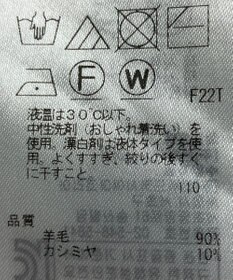 F W
F22T
液温は30℃以下。
中性洗剤（おしゃれ着洗い）を
使用。漂白剤は液体タイプを使
用。よくすすぎ、絞りの後すぐ
に干すこと。
110
品質
羊毛 90%
カシミヤ 10%